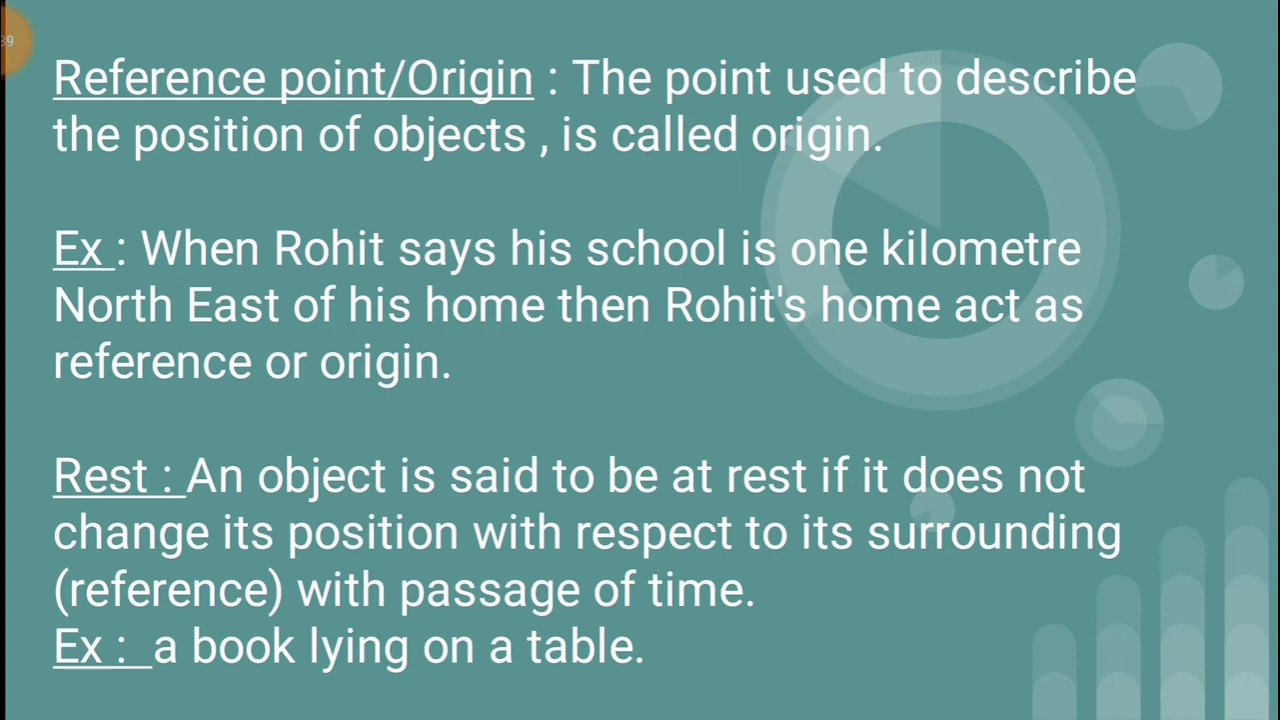 39
Reference point/Origin : The point used to describe
the position of objects , is called origin.
Ex : When Rohit says his school is one kilometre
North East of his home then Rohit's home act as
reference or origin.
Rest : An object is said to be at rest if it does not
change its position with respect to its surrounding
(reference) with passage of time.
Ex :  a book lying on a table.